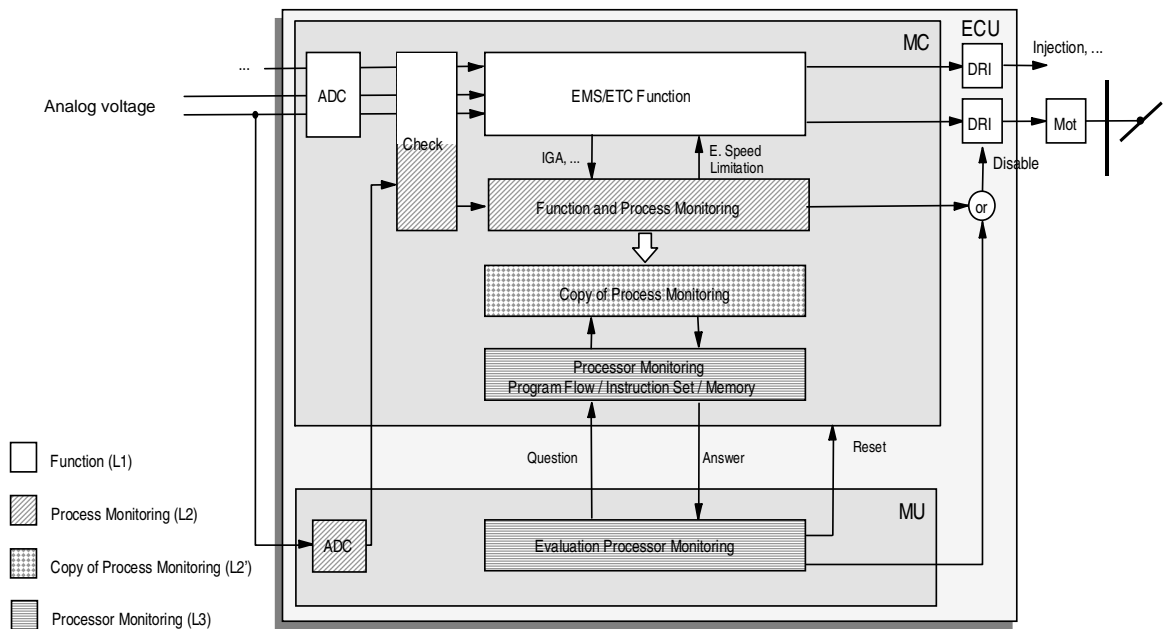 ECU
MC
Injection, ...
...
DRI
ADC
Analog voltage
EMS/ETC Function
DRI
Mot
Check
IGA, ...
E. Speed
Limitation
Disable
Function and Process Monitoring
or
Copy of Process Monitoring
Processor Monitoring
Program Flow / Instruction Set / Memory
Question
Answer
Reset
MU
ADC
Evaluation Processor Monitoring
Function (L1)
Process Monitoring (L2)
Copy of Process Monitoring (L2')
Processor Monitoring (L3)